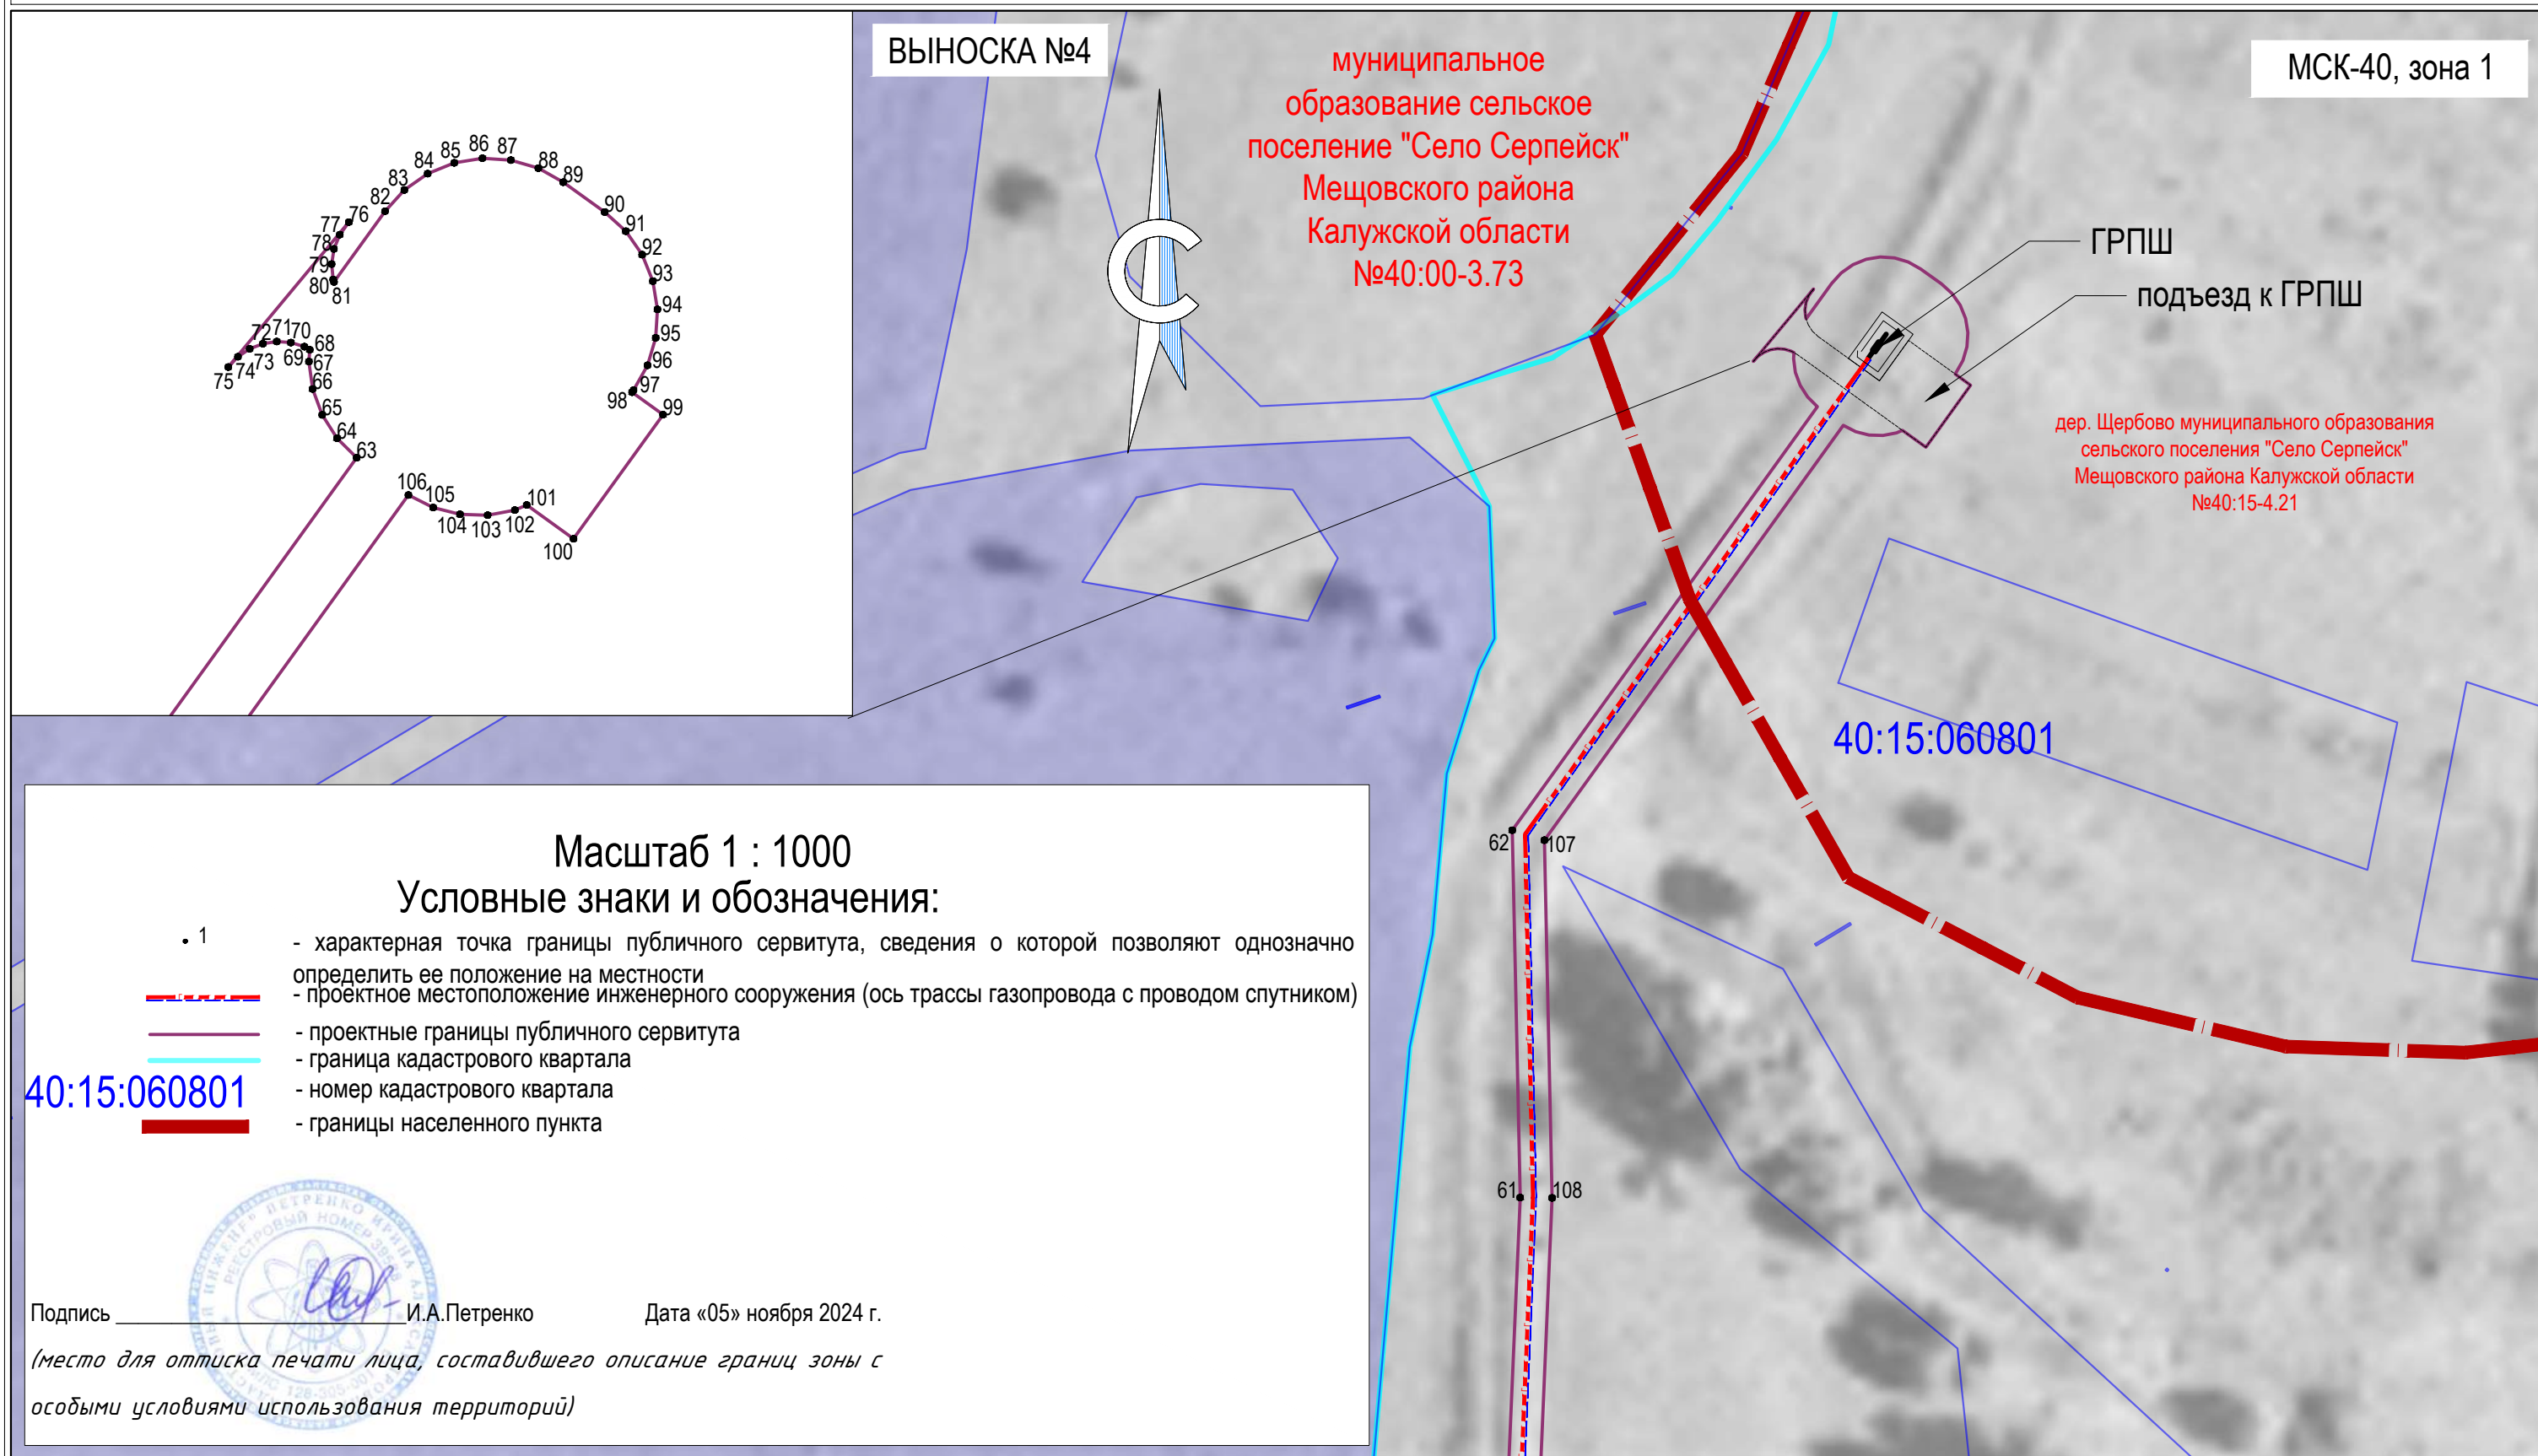 ВЫНОСКА №4
МСК-40, зона 1
муниципальное
образование сельское
поселение "Село Серпейск"
Мещовского района
Калужской области
№40:00-3.73
ГРПШ
подъезд к ГРПШ
дер. Щербово муниципального образования
сельского поселения "Село Серпейск"
Мещовского района Калужской области
№40:15-4.21
86
87
85
88
84
89
83
82
90
76
77
91
78
92
79
93
80
81
94
72
71
70
95
68
69
73
67
96
74
75
66
97
98
99
65
64
63
106
105
101
104
103
102
100
40:15:060801
62
107
61
108
Масштаб 1 : 1000
Условные знаки и обозначения:
1
- характерная точка границы публичного сервитута, сведения о которой позволяют однозначно
определить ее положение на местности
- проектное местоположение инженерного сооружения (ось трассы газопровода с проводом спутником)
- проектные границы публичного сервитута
- граница кадастрового квартала
40:15:060801
- номер кадастрового квартала
- границы населенного пункта
Подпись И.А.Петренко Дата «05» ноября 2024 г.
(место для оттиска печати лица, составившего описание границ зоны с
особыми условиями использования территорий)
ПЕТРЕНКО ИРИНА
РЕЕСТРОВЫЙ НОМЕР